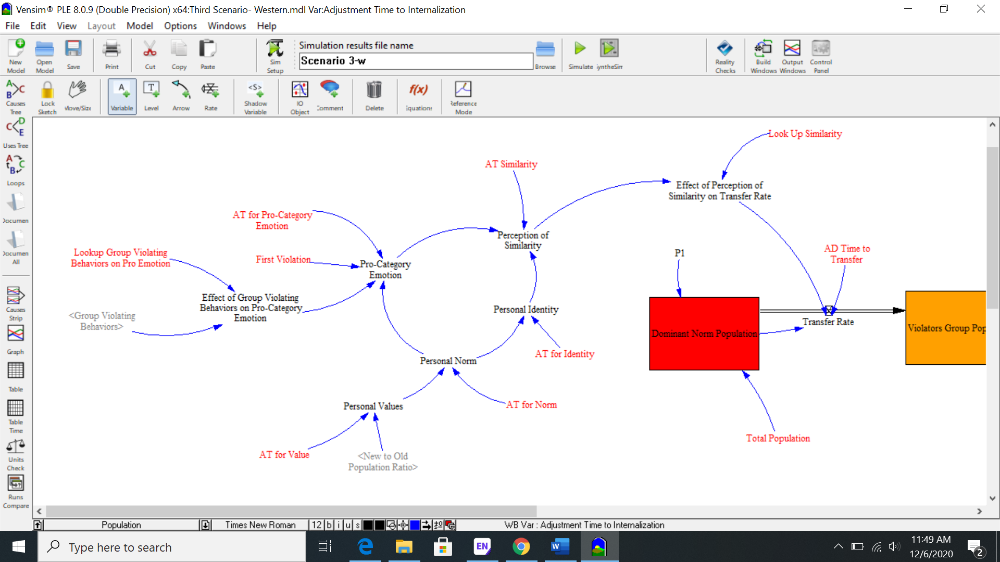 Vensim® PLE 8.0.9 (Double Precision) x64:Third Scenario- Western.mdl Var:Adjustment Time to Internalization
File Edit View Layout Model Options Windows Help
New Model
Open Model
Save
Print
Cut
Copy
Paste
Sim Setup
Simulation results file name
Scenario 3-w
Browse
Simulate
yntheSim
Reality Checks
Build Windows
Output Windows
Control Panel
Causes Tree
Lock Sketch
Move/Size
Variable
Level
Arrow
Rate
Shadow Variable
IO Object
Comment
Delete
Equations
Reference Mode
Uses Tree
Loops
Documen
Documen All
Causes Strip
Graph
Table
Table Time
Units Check
Runs Compare
Look Up Similarity
AT Similarity
Effect of Perception of
Similarity on Transfer Rate
AT for Pro-Category
Emotion
Perception of
Similarity
Lookup Group Violating
Behaviors on Pro Emotion
First Violation
Pro-Category
Emotion
P1
AD Time to
Transfer
Effect of Group Violating
Behaviors on Pro-Category
Emotion
<Group Violating
Behaviors>
Personal Identity
Transfer Rate
Dominant Norm Population
Violators Group Pop
AT for Identity
Personal Norm
Personal Values
AT for Norm
Total Population
AT for Value
<New to Old
Population Ratio>
Population
Times New Roman
12 b i u s
WB Var : Adjustment Time to Internalization
Type here to search
EN
11:49 AM
12/6/2020
2